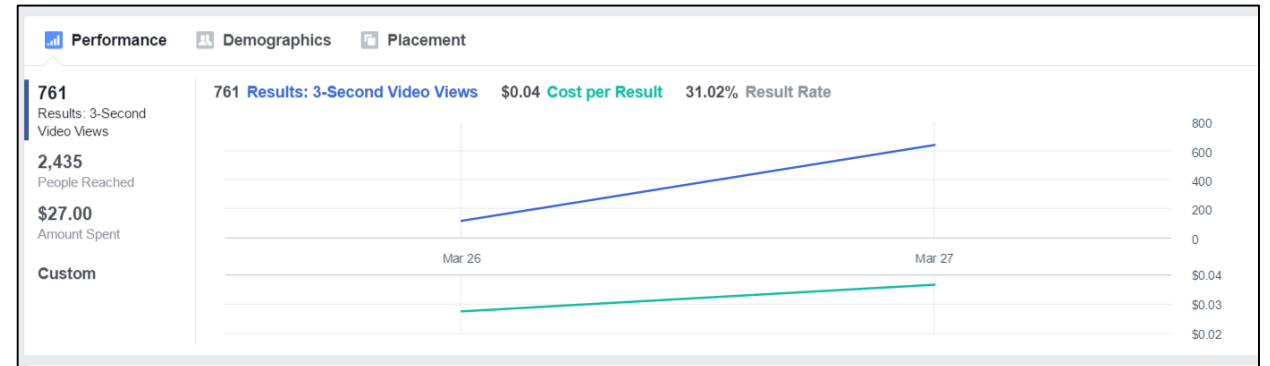 Performance Demographics Placement
761
Results: 3-Second
Video Views
2,435
People Reached
$27.00
Amount Spent
Custom
761 Results: 3-Second Video Views $0.04 Cost per Result 31.02% Result Rate
800
600
400
200
0
Mar 26 Mar 27
$0.04
$0.03
$0.02